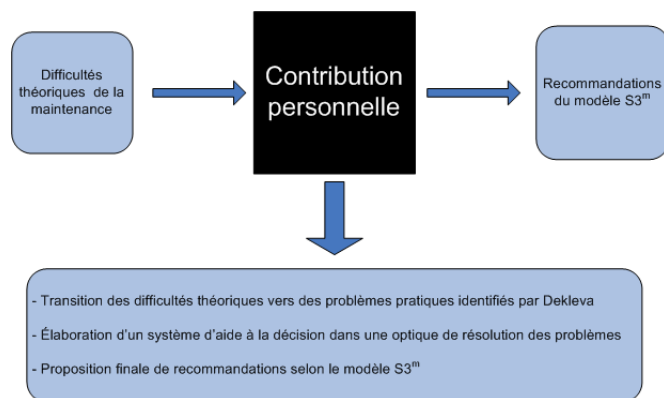 Difficultés
théoriques de la
maintenance
Contribution
personnelle
Recommandations
du modèle S3ᵐ
- Transition des difficultés théoriques vers des problèmes pratiques identifiés par Dekleva
- Élaboration d'un système d'aide à la décision dans une optique de résolution des problèmes
- Proposition finale de recommandations selon le modèle S3ᵐ